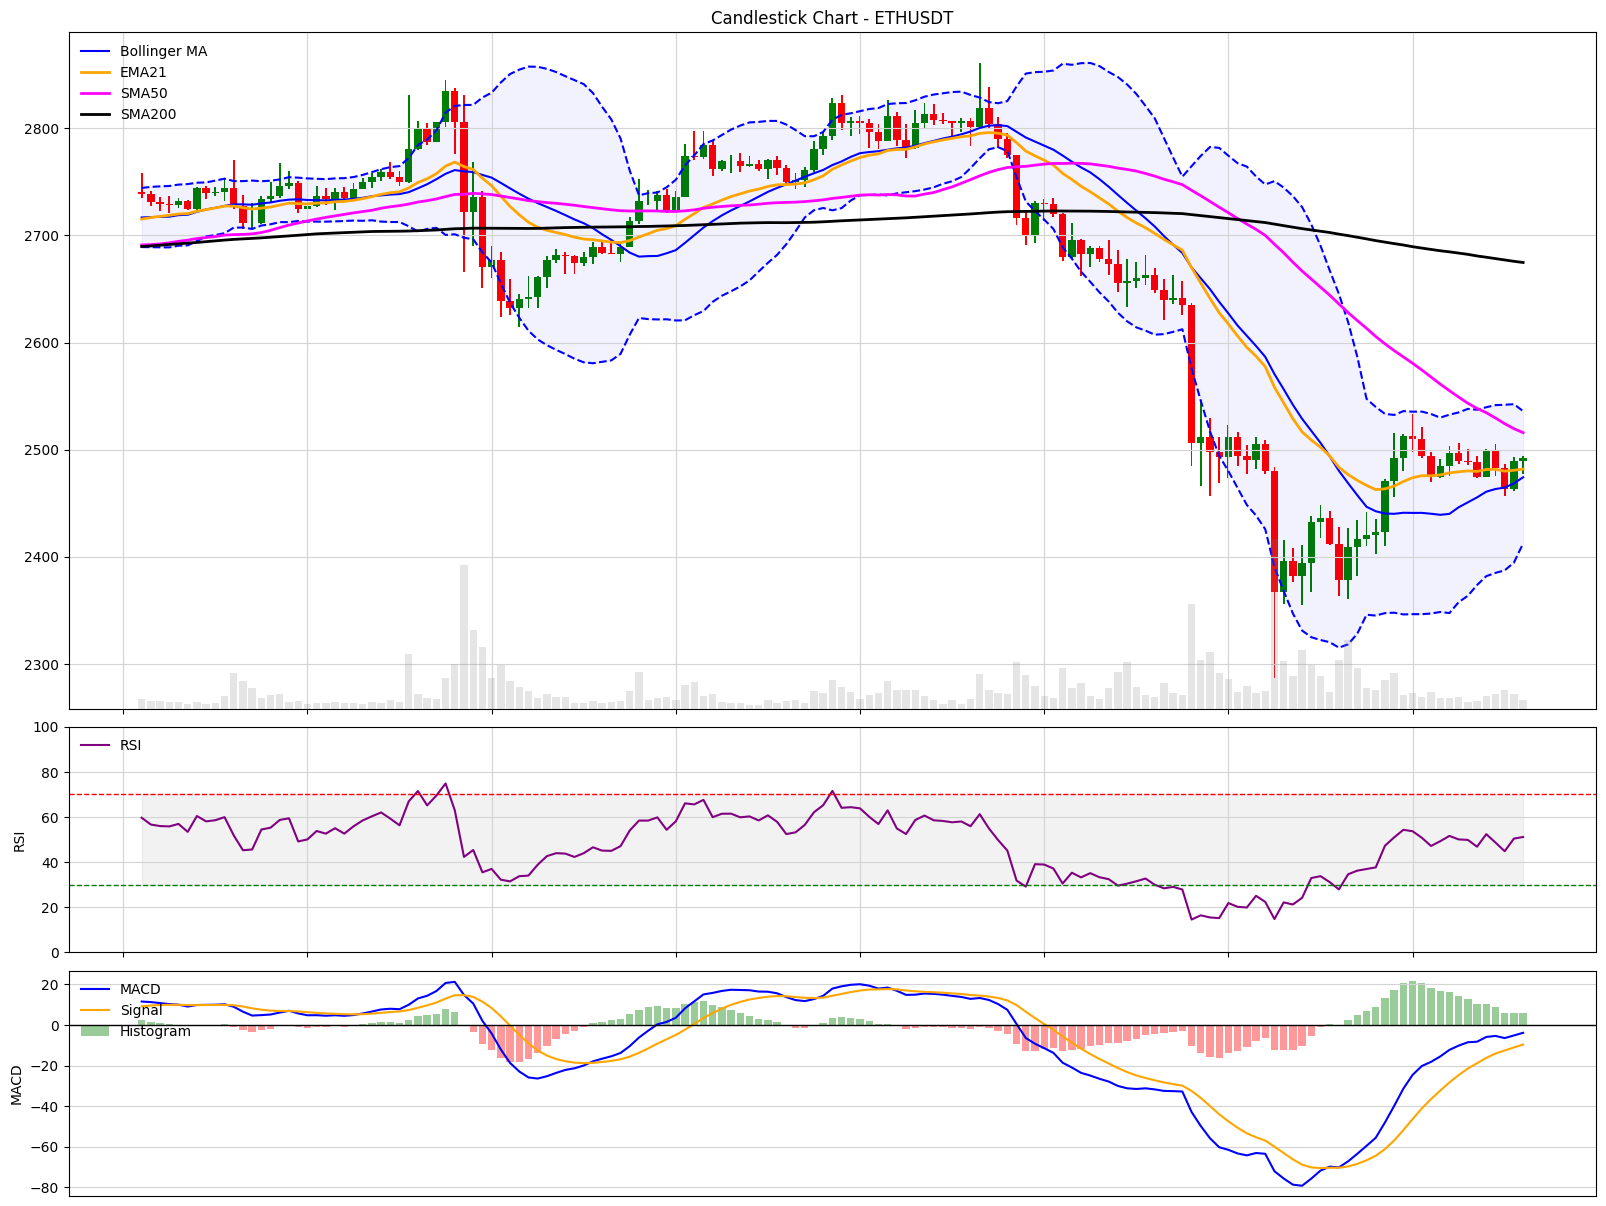 Candlestick Chart - ETHUSDT
Bollinger MA
EMA21
SMA50
SMA200
2800
2700
2600
2500
2400
2300
100
80
60
40
20
0
RSI
RSI
20
0
−20
−40
−60
−80
MACD
MACD
Signal
Histogram